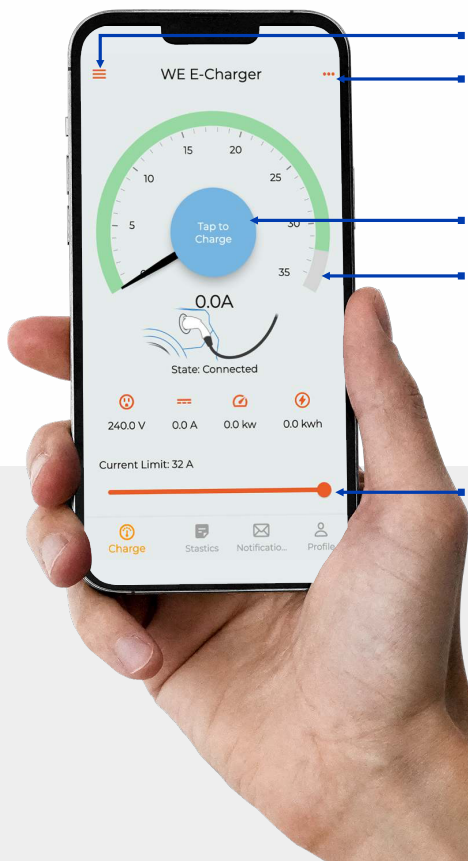 WE E-Charger
15
20
10
25
5
30
35
Tap to
Charge
0.0A
State: Connected
240.0 V
0.0 A
0.0 kw
0.0 kwh
Current Limit: 32 A
Charge
Stastics
Notificatio...
Profile